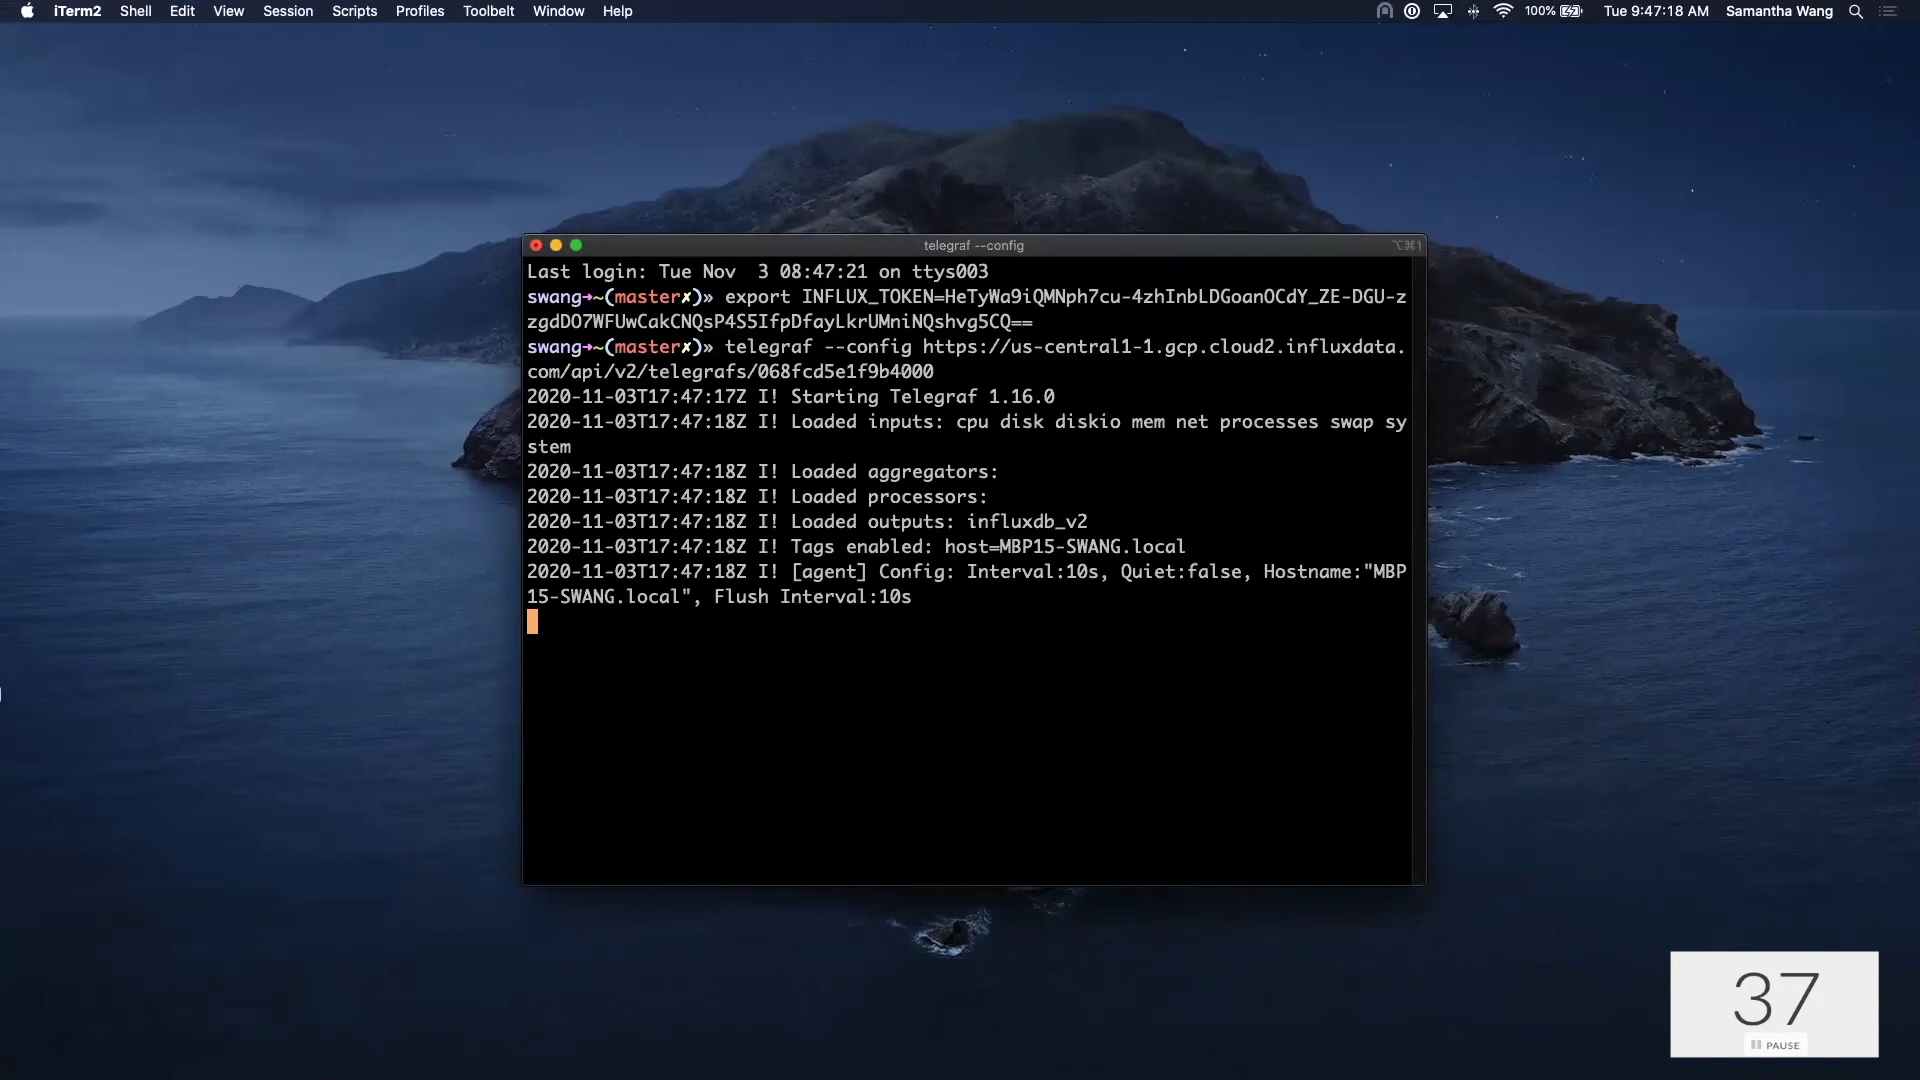 iTerm2 Shell Edit View Session Scripts Profiles Toolbelt Window Help 100% Tue 9:47:18 AM Samantha Wang
telegraf --config ⌥⌘1
Last login: Tue Nov  3 08:47:21 on ttys003
swang→~(master✗)» export INFLUX_TOKEN=HeTyWa9iQMNph7cu-4zhInbLDGoanOCdY_ZE-DGU-z
zgdDO7WFUwCakCNQsP4S5IfpDfayLkrUMniNQshvg5CQ==
swang→~(master✗)» telegraf --config https://us-central1-1.gcp.cloud2.influxdata.
com/api/v2/telegrafs/068fcd5e1f9b4000
2020-11-03T17:47:17Z I! Starting Telegraf 1.16.0
2020-11-03T17:47:18Z I! Loaded inputs: cpu disk diskio mem net processes swap sy
stem
2020-11-03T17:47:18Z I! Loaded aggregators:
2020-11-03T17:47:18Z I! Loaded processors:
2020-11-03T17:47:18Z I! Loaded outputs: influxdb_v2
2020-11-03T17:47:18Z I! Tags enabled: host=MBP15-SWANG.local
2020-11-03T17:47:18Z I! [agent] Config: Interval:10s, Quiet:false, Hostname:"MBP
15-SWANG.local", Flush Interval:10s
37
PAUSE